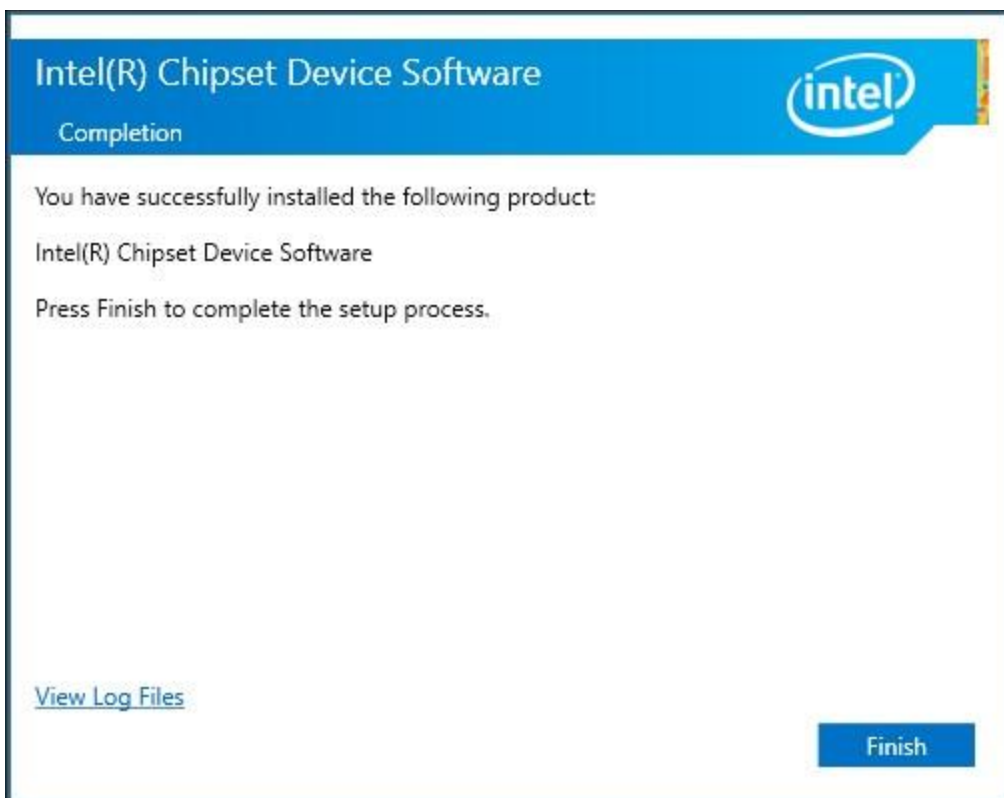 Intel(R) Chipset Device Software
intel
Completion
You have successfully installed the following product:
Intel(R) Chipset Device Software
Press Finish to complete the setup process.
View Log Files
Finish